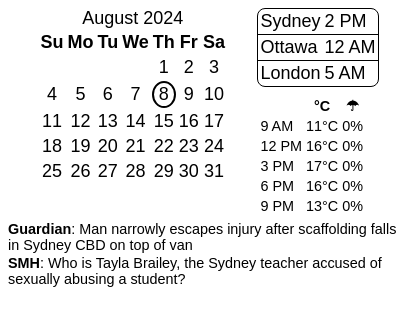 August 2024
Su Mo Tu We Th Fr Sa
1 2 3
4 5 6 7 8 9 10
11 12 13 14 15 16 17
18 19 20 21 22 23 24
25 26 27 28 29 30 31
Sydney 2 PM
Ottawa 12 AM
London 5 AM
°C ☂
9 AM 11°C 0%
12 PM 16°C 0%
3 PM 17°C 0%
6 PM 16°C 0%
9 PM 13°C 0%
Guardian: Man narrowly escapes injury after scaffolding falls
in Sydney CBD on top of van
SMH: Who is Tayla Brailey, the Sydney teacher accused of
sexually abusing a student?